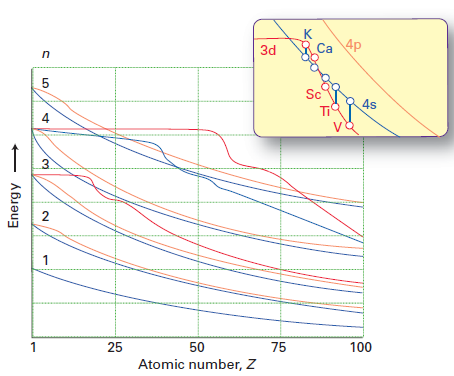 n
5
4
3
2
1
Energy
1 25 50 75 100
Atomic number, Z
3d
K
Ca
4p
Sc
Ti
V
4s